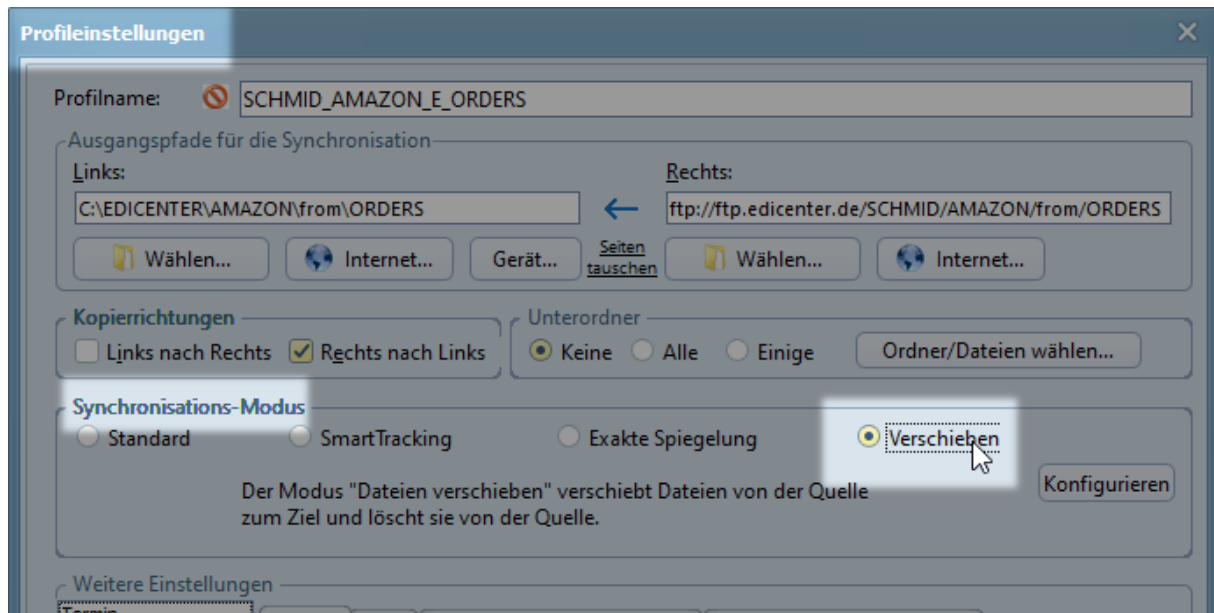 Profileinstellungen
Profilname: SCHMID_AMAZON_E_ORDERS
Ausgangspfade für die Synchronisation
Links: Rechts:
C:\EDICENTER\AMAZON\from\ORDERS ftp://ftp.edicenter.de/SCHMID/AMAZON/from/ORDERS
Wählen... Internet... Gerät... Seiten tauschen Wählen... Internet...
Kopierrichtungen Unterordner
Links nach Rechts Rechts nach Links Keine Alle Einige Ordner/Dateien wählen...
Synchronisations-Modus
Standard SmartTracking Exakte Spiegelung Verschieben
Der Modus "Dateien verschieben" verschiebt Dateien von der Quelle Konfigurieren
zum Ziel und löscht sie von der Quelle.
Weitere Einstellungen
Termin